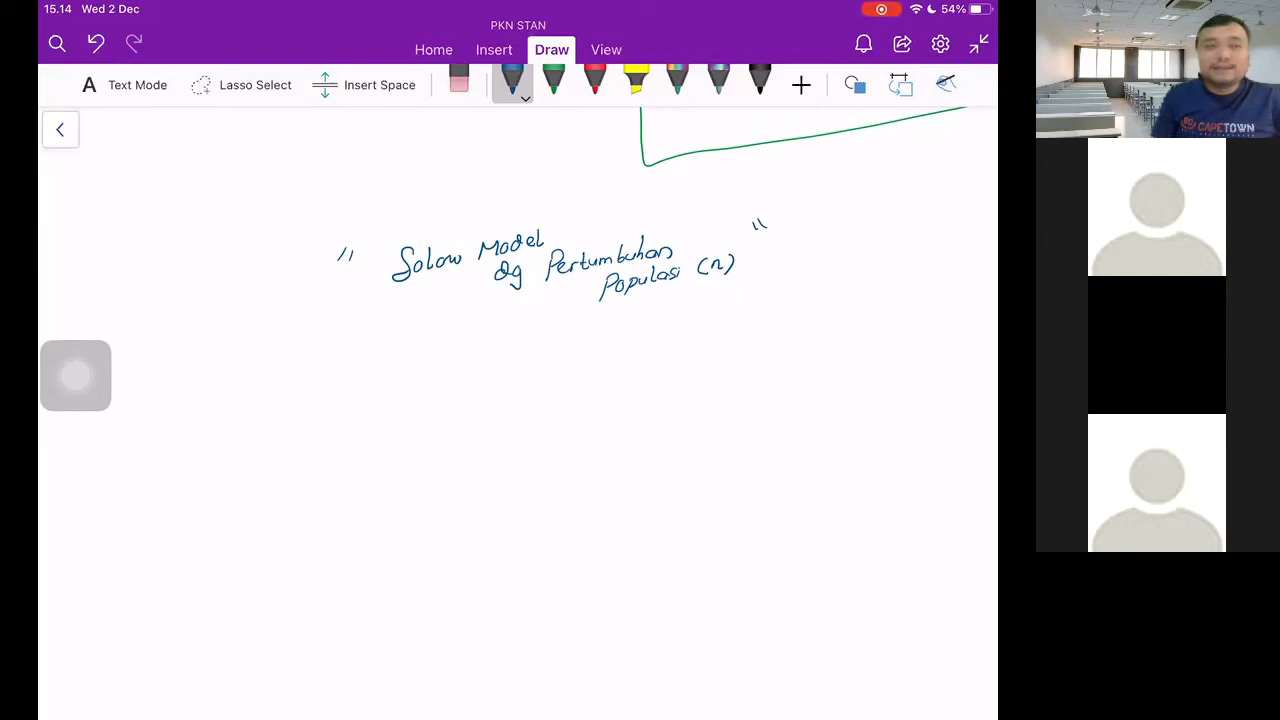 15.14 Wed 2 Dec
54%
PKN STAN
Home Insert Draw View
A Text Mode Lasso Select Insert Space
CAPETOWN
" Solow Model "
dg Pertumbuhan
Populasi (n)